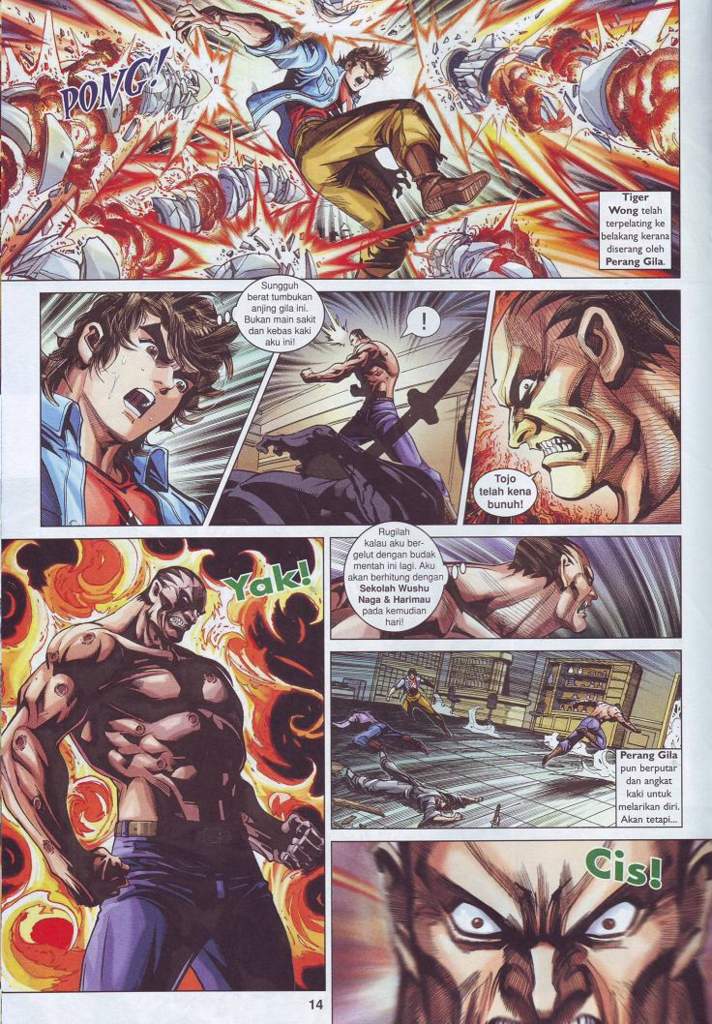 PONG!
Tiger
Wong telah
terpelating ke
belakang kerana
diserang oleh
Perang Gila.
Sungguh
berat tumbukan
anjing gila ini.
Bukan main sakit
dan kebas kaki
aku ini!
!
Tojo
telah kena
bunuh!
Yak!
Rugilah
kalau aku ber-
gelut dengan budak
mentah ini lagi. Aku
akan berhitung dengan
Sekolah Wushu
Naga & Harimau
pada kemudian
hari!
Perang Gila
pun berputar
dan angkat
kaki untuk
melarikan diri.
Akan tetapi...
Cis!
14